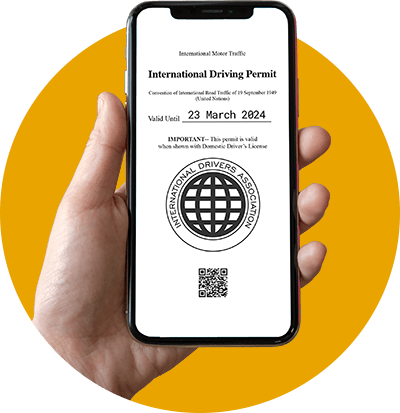 International Motor Traffic
International Driving Permit
Convention of International Road Traffic of 19 September 1949
(United Nations)
Valid Until 23 March 2024
IMPORTANT-- This permit is valid
when shown with Domestic Driver's License
INTERNATIONAL DRIVERS ASSOCIATION